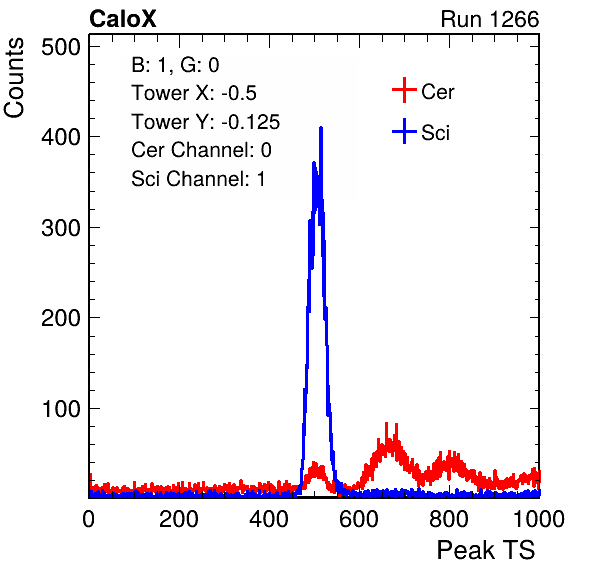 CaloX Run 1266
Counts
500
400
300
200
100
B: 1, G: 0
Tower X: -0.5
Tower Y: -0.125
Cer Channel: 0
Sci Channel: 1
Cer
Sci
0 200 400 600 800 1000
Peak TS